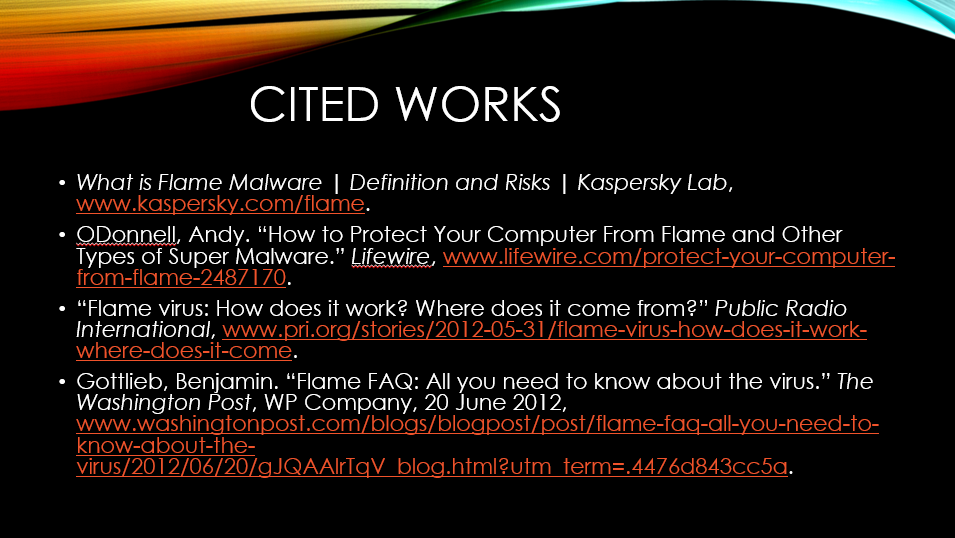 CITED WORKS
• What is Flame Malware | Definition and Risks | Kaspersky Lab,
www.kaspersky.com/flame.
• ODonnell, Andy. “How to Protect Your Computer From Flame and Other
Types of Super Malware.” Lifewire, www.lifewire.com/protect-your-computer-
from-flame-2487170.
• “Flame virus: How does it work? Where does it come from?” Public Radio
International, www.pri.org/stories/2012-05-31/flame-virus-how-does-it-work-
where-does-it-come.
• Gottlieb, Benjamin. “Flame FAQ: All you need to know about the virus.” The
Washington Post, WP Company, 20 June 2012,
www.washingtonpost.com/blogs/blogpost/post/flame-faq-all-you-need-to-
know-about-the-
virus/2012/06/20/gJQAAlrTqV_blog.html?utm_term=.4476d843cc5a.